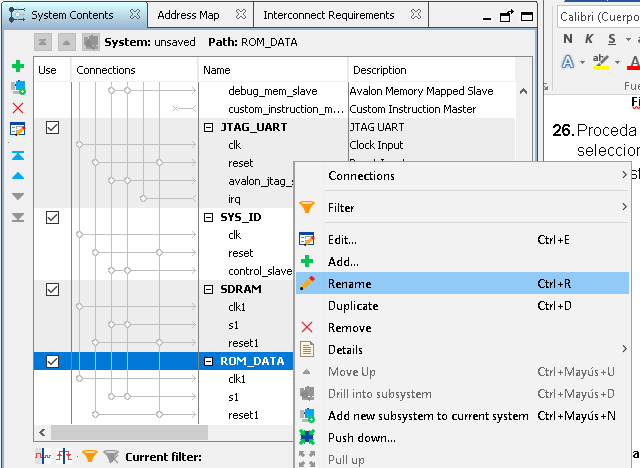 System Contents Address Map Interconnect Requirements
System: unsaved Path: ROM_DATA
Use Connections Name Description
debug_mem_slave Avalon Memory Mapped Slave
custom_instruction_m... Custom Instruction Master
JTAG_UART JTAG UART
clk Clock Input
reset
avalon_jtag_s
irq
SYS_ID
clk
reset
control_slave
SDRAM
clk1
s1
reset1
ROM_DATA
clk1
s1
reset1
Current filter:
Connections
Filter
Edit... Ctrl+E
Add...
Rename Ctrl+R
Duplicate Ctrl+D
Remove
Details
Move Up Ctrl+Mayús+U
Drill into subsystem Ctrl+Mayús+D
Add new subsystem to current system Ctrl+Mayús+N
Push down...
Pull up
Calibri (Cuerpo
N K S
A aby A
Fue
Fi
26. Proceda
seleccion